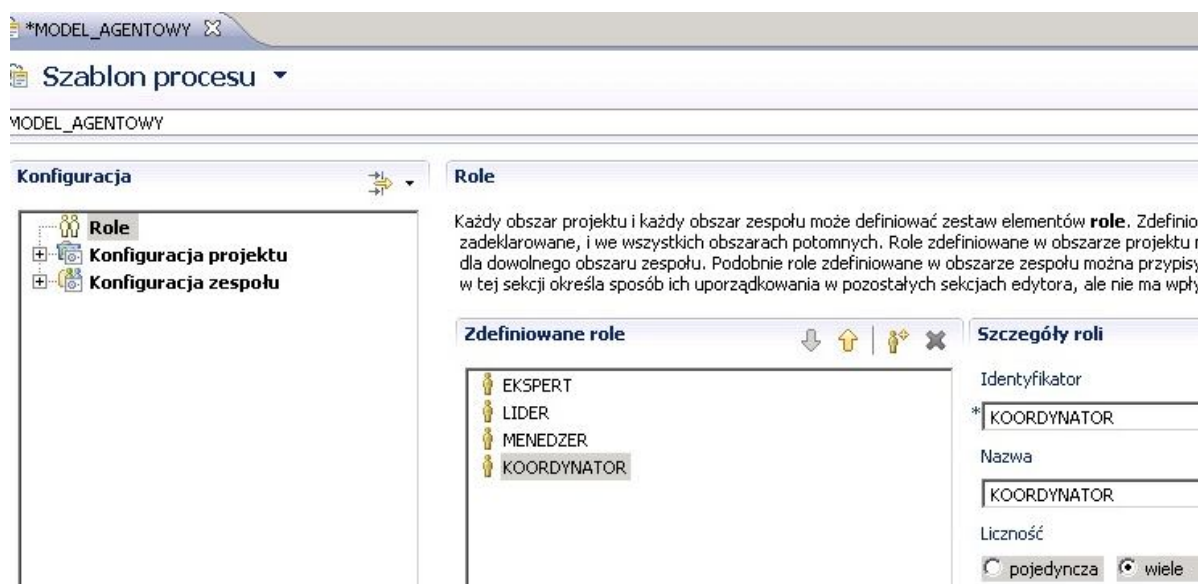 *MODEL_AGENTOWY
Szablon procesu
MODEL_AGENTOWY
Konfiguracja
Role
Konfiguracja projektu
Konfiguracja zespołu
Role
Każdy obszar projektu i każdy obszar zespołu może definiować zestaw elementów role. Zdefinio
zadeklarowane, i we wszystkich obszarach potomnych. Role zdefiniowane w obszarze projektu
dla dowolnego obszaru zespołu. Podobnie role zdefiniowane w obszarze zespołu można przypisy
w tej sekcji określa sposób ich uporządkowania w pozostałych sekcjach edytora, ale nie ma wpły
Zdefiniowane role
EKSPERT
LIDER
MENEDZER
KOORDYNATOR
Szczegóły roli
Identyfikator
*KOORDYNATOR
Nazwa
KOORDYNATOR
Liczność
pojedyncza wiele